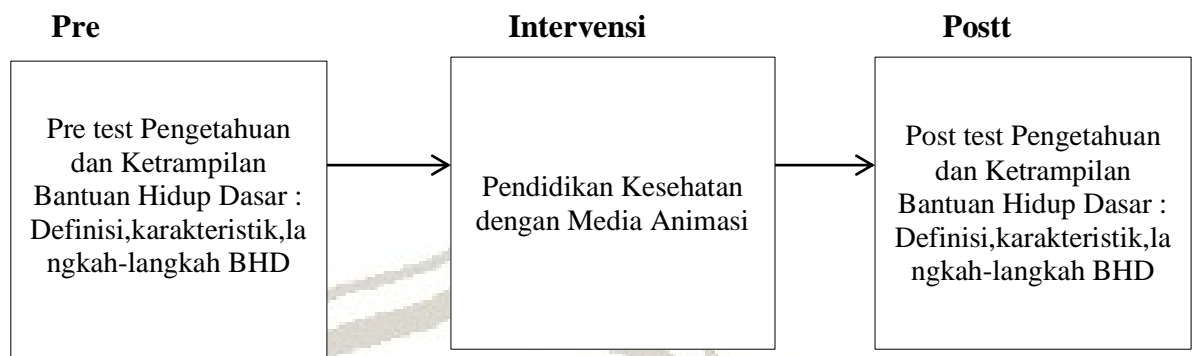 Pre
Intervensi
Postt
Pre test Pengetahuan
dan Ketrampilan
Bantuan Hidup Dasar :
Definisi,karakteristik,la
ngkah-langkah BHD
Pendidikan Kesehatan
dengan Media Animasi
Post test Pengetahuan
dan Ketrampilan
Bantuan Hidup Dasar :
Definisi,karakteristik,la
ngkah-langkah BHD